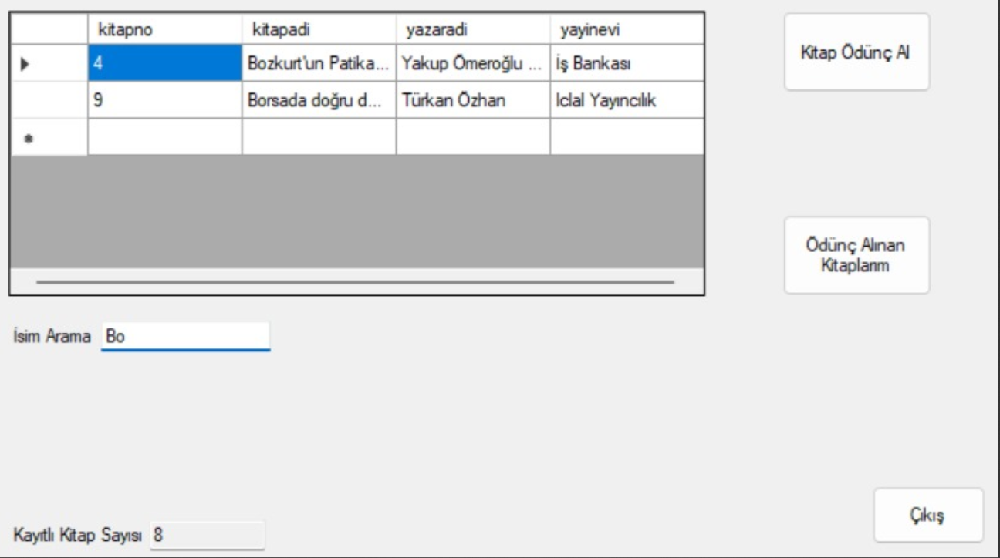 kitapno kitapadi yazaradi yayinevi
4 Bozkurt'un Patika... Yakup Ömeroğlu ... İş Bankası
9 Borsada doğru d... Türkan Özhan Iclal Yayıncılık
Kitap Ödünç Al
Ödünç Alınan
Kitaplarım
İsim Arama Bo
Kayıtlı Kitap Sayısı 8
Çıkış